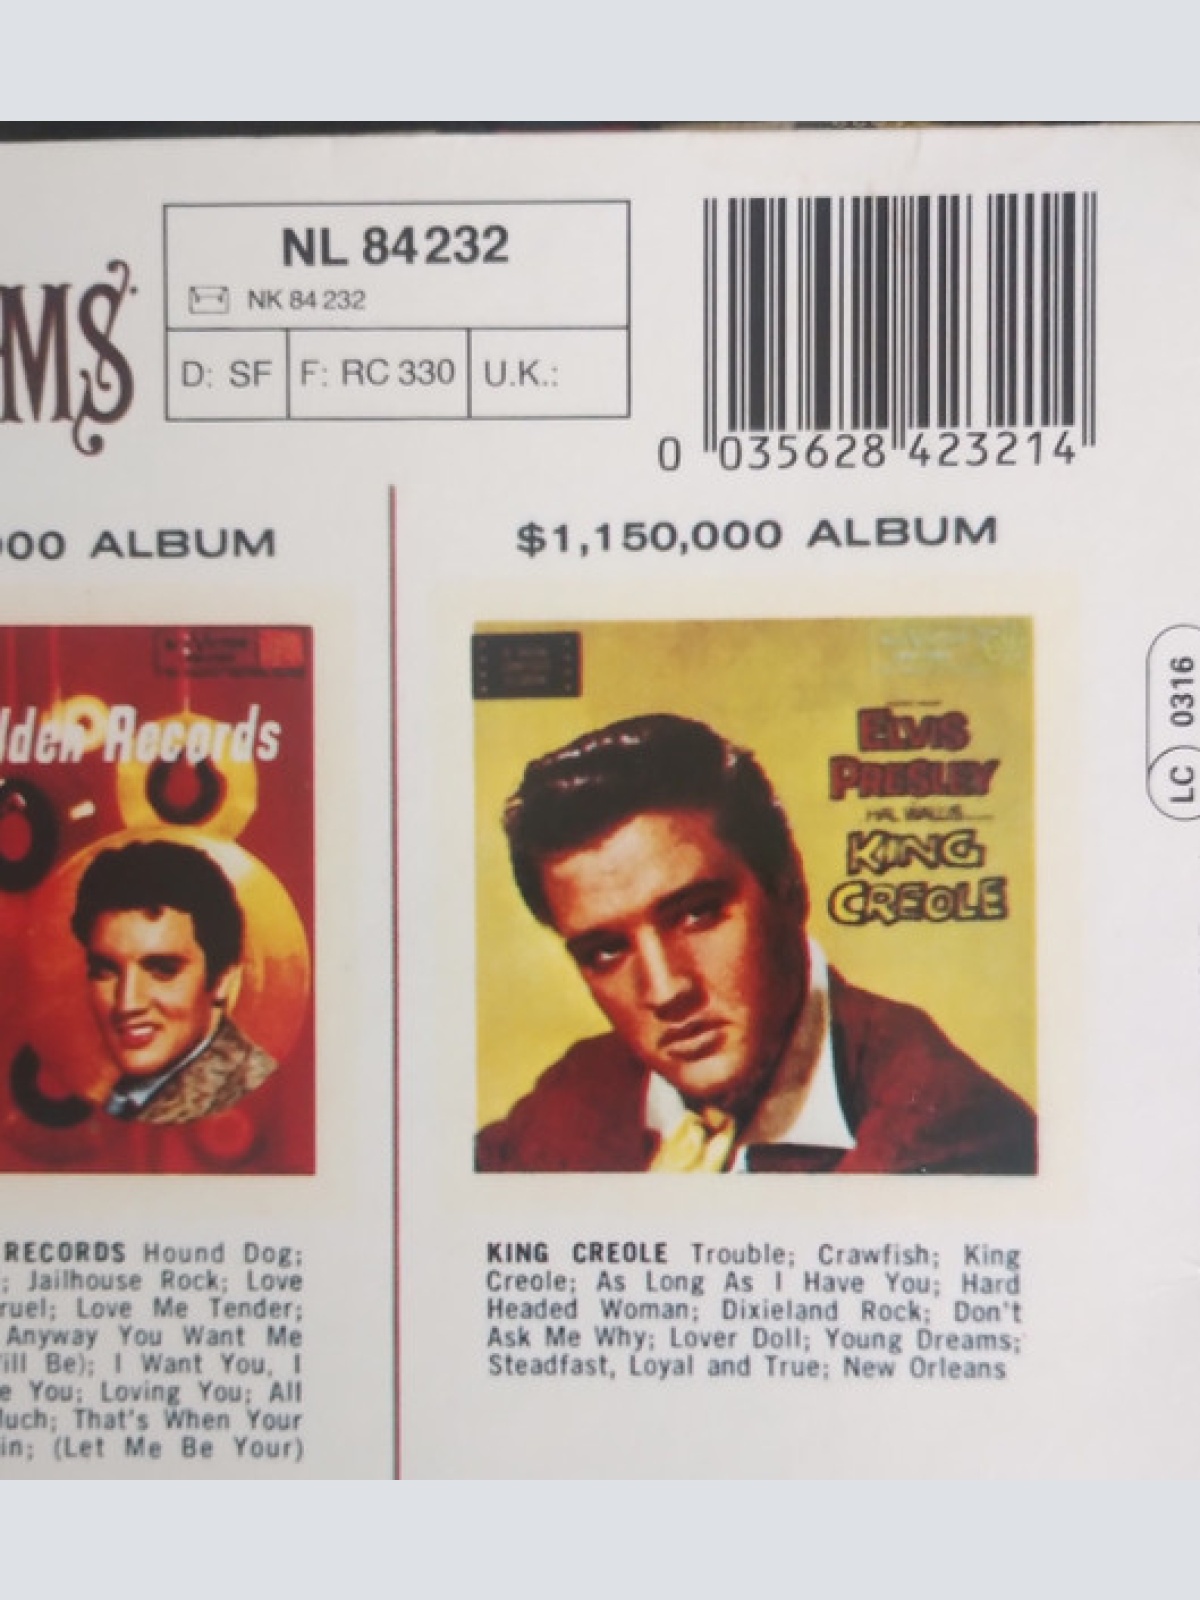 MS
NL 84232
NK 84 232
D: SF
F: RC 330
U.K.:
0 035628 423214
00 ALBUM
$1,150,000 ALBUM
lden Records
ELVIS
PRESLEY
HAL WALLIS
KING
CREOLE
LC 0316
RECORDS Hound Dog;
; Jailhouse Rock; Love
ruel; Love Me Tender;
Anyway You Want Me
ill Be); I Want You, I
e You; Loving You; All
uch; That's When Your
in; (Let Me Be Your)
KING CREOLE Trouble; Crawfish; King
Creole; As Long As I Have You; Hard
Headed Woman; Dixieland Rock; Don't
Ask Me Why; Lover Doll; Young Dreams;
Steadfast, Loyal and True; New Orleans